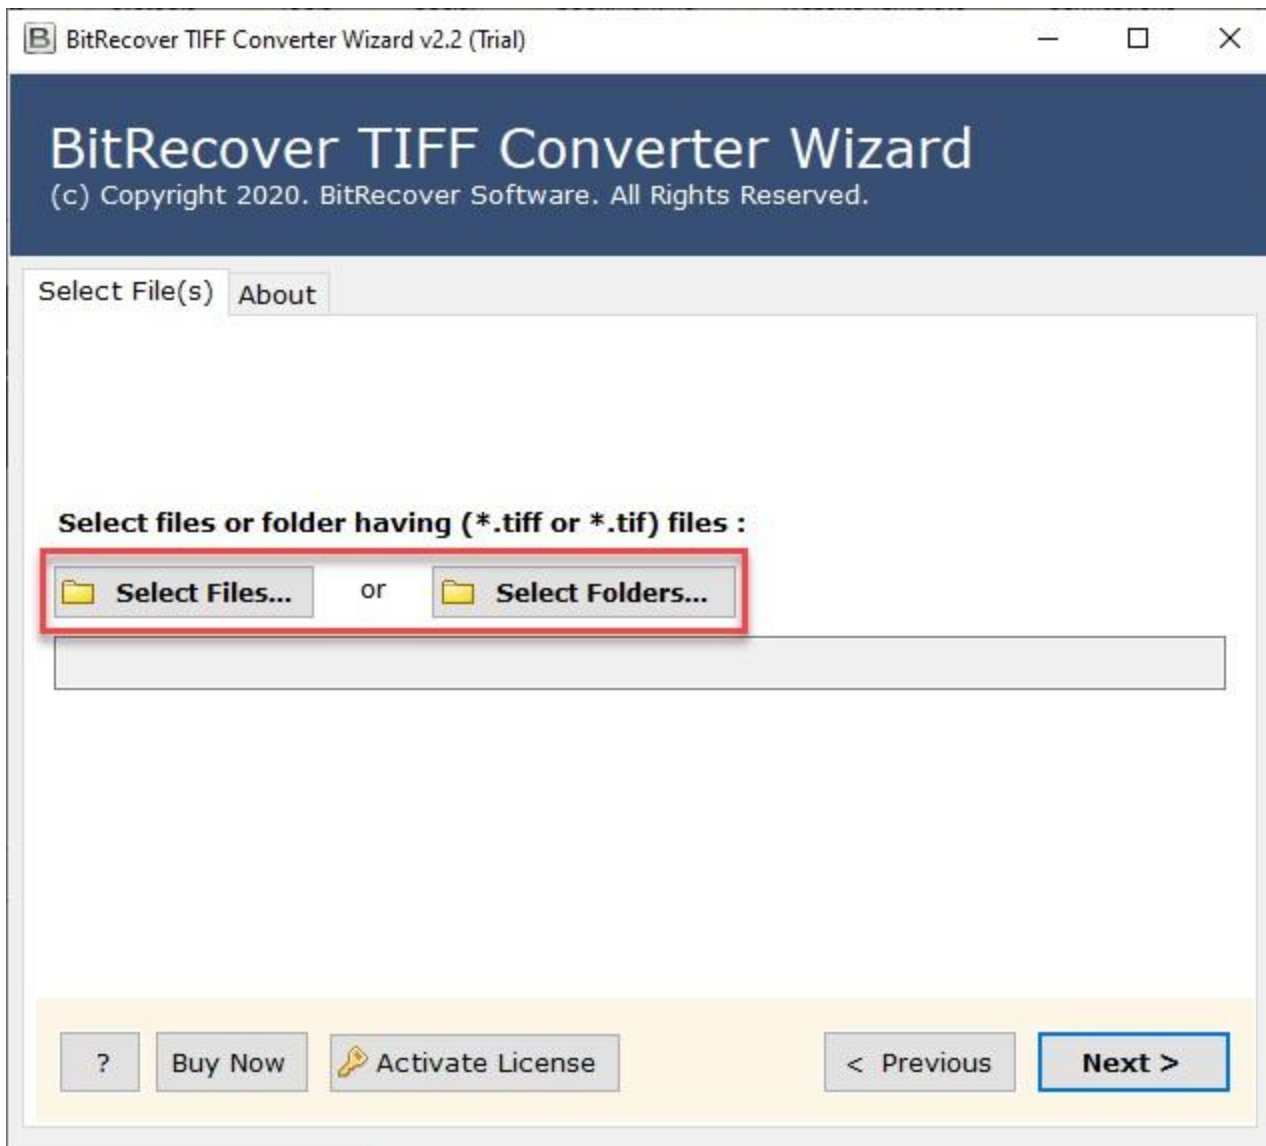 BitRecover TIFF Converter Wizard v2.2 (Trial)
BitRecover TIFF Converter Wizard
(c) Copyright 2020. BitRecover Software. All Rights Reserved.
Select File(s) About
Select files or folder having (*.tiff or *.tif) files :
Select Files... or Select Folders...
? Buy Now Activate License < Previous Next >